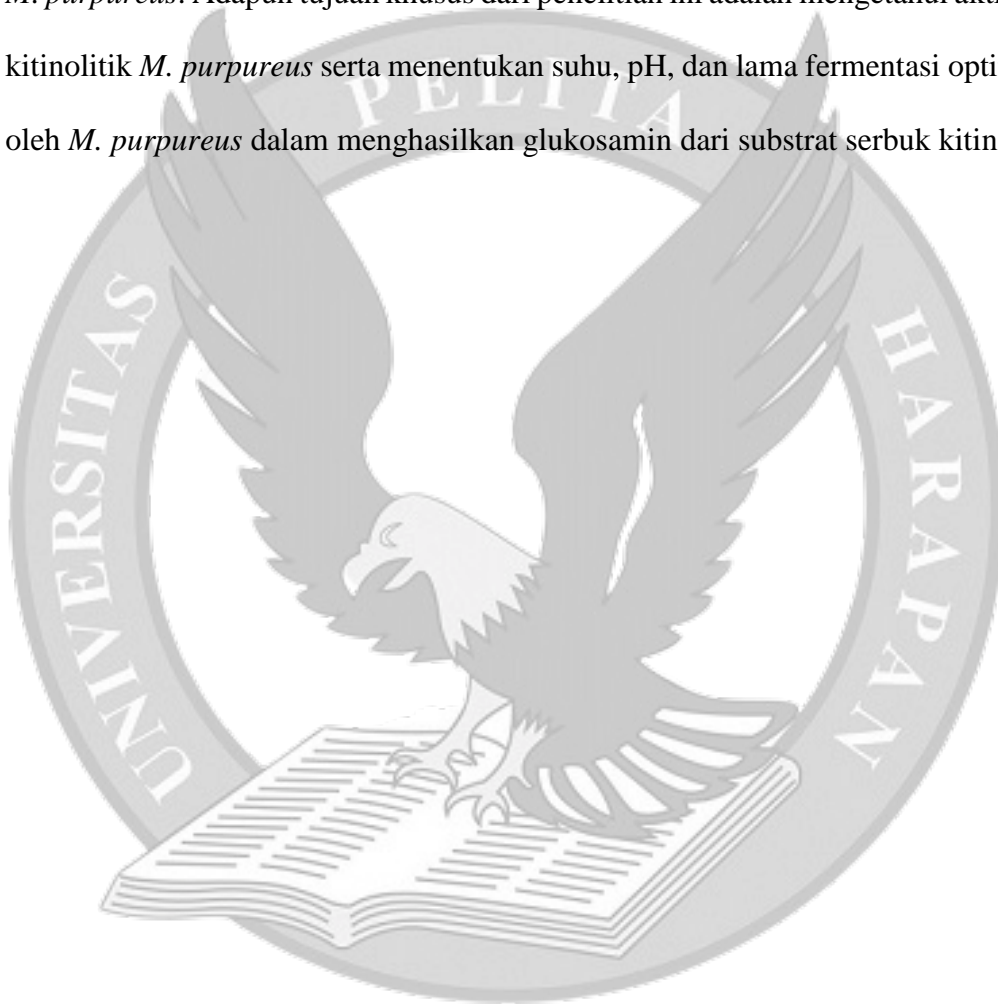 M. purpureus. Adapun tujuan khusus dari penelitian ini adalah mengetahui akti
kitinolitik M. purpureus serta menentukan suhu, pH, dan lama fermentasi opti
oleh M. purpureus dalam menghasilkan glukosamin dari substrat serbuk kitin
UNIVERSITAS PELITA HARAPAN